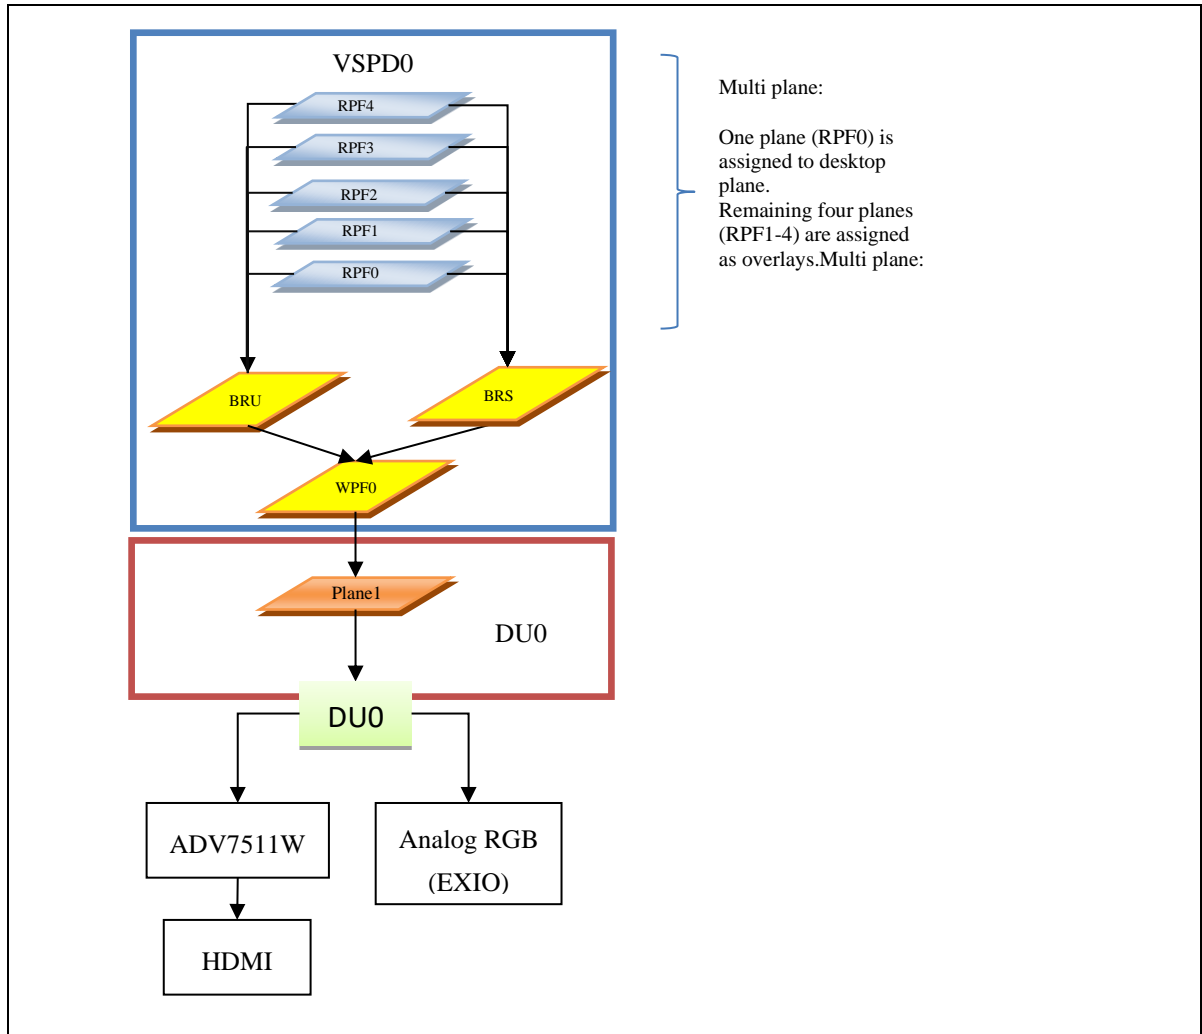 VSPD0
RPF4
RPF3
RPF2
RPF1
RPF0
BRU
BRS
WPF0
Multi plane:
One plane (RPF0) is
assigned to desktop
plane.
Remaining four planes
(RPF1-4) are assigned
as overlays.Multi plane:
Plane1
DU0
DU0
ADV7511W
Analog RGB
(EXIO)
HDMI